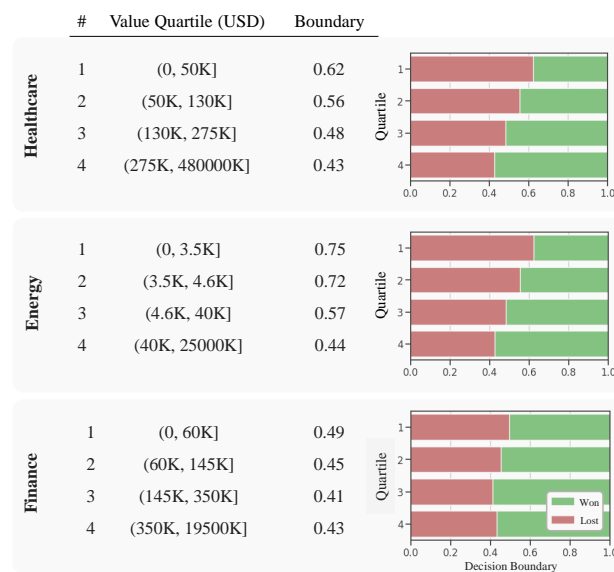 # Value Quartile (USD) Boundary
Healthcare
1 (0, 50K] 0.62
2 (50K, 130K] 0.56
3 (130K, 275K] 0.48
4 (275K, 480000K] 0.43
Quartile
1
2
3
4
0.0 0.2 0.4 0.6 0.8 1.0
Energy
1 (0, 3.5K] 0.75
2 (3.5K, 4.6K] 0.72
3 (4.6K, 40K] 0.57
4 (40K, 25000K] 0.44
Quartile
1
2
3
4
0.0 0.2 0.4 0.6 0.8 1.0
Finance
1 (0, 60K] 0.49
2 (60K, 145K] 0.45
3 (145K, 350K] 0.41
4 (350K, 19500K] 0.43
Quartile
1
2
3
4
Won
Lost
0.0 0.2 0.4 0.6 0.8 1.0
Decision Boundary